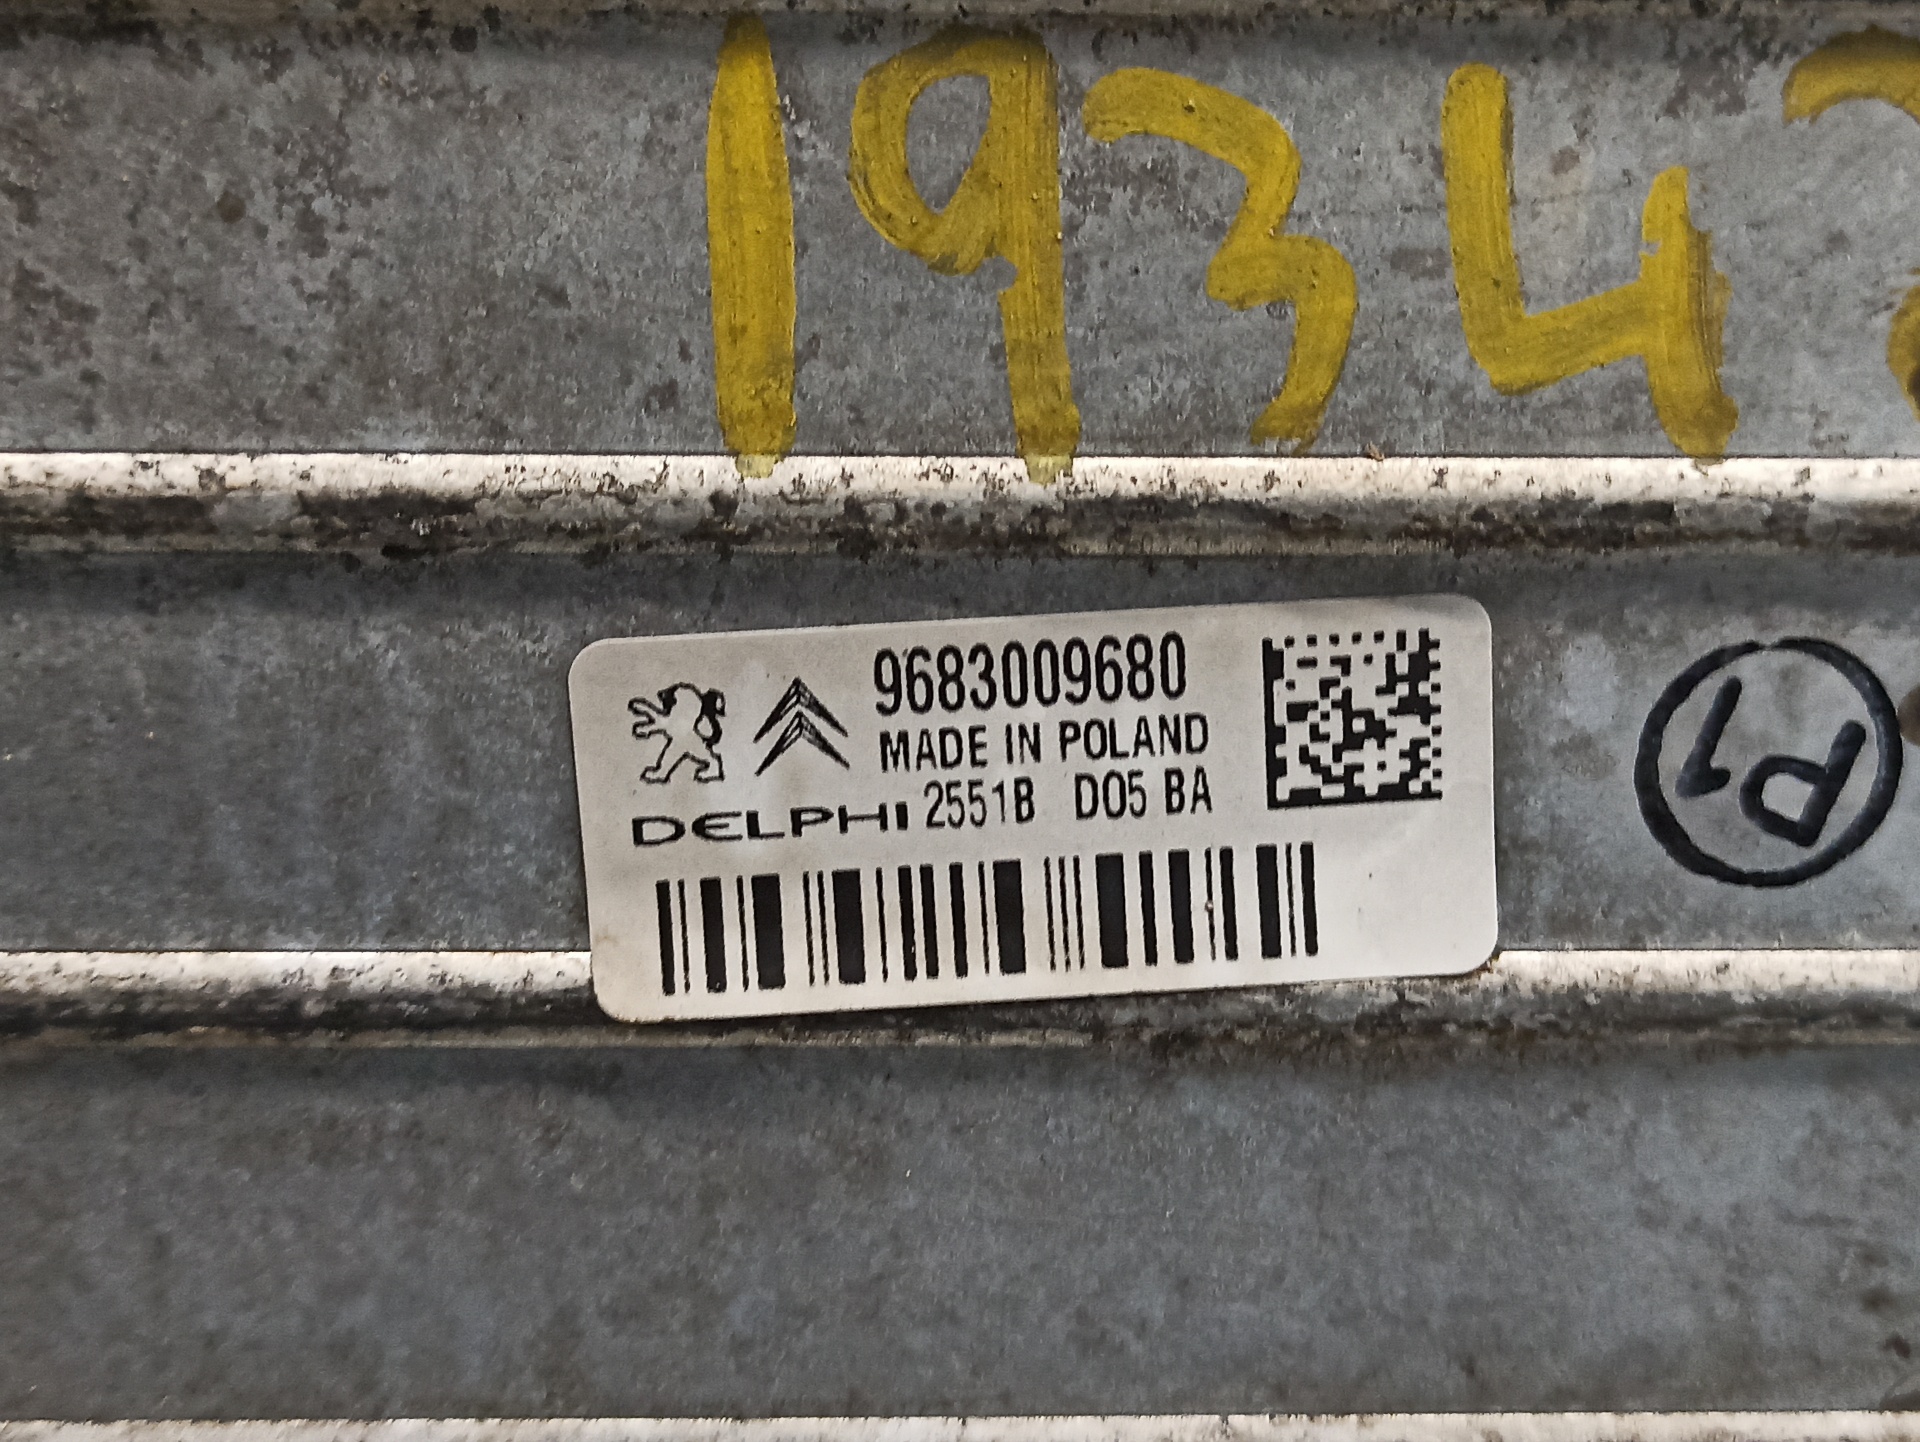 1934
9683009680
MADE IN POLAND
DELPHI 2551B D05 BA
P1